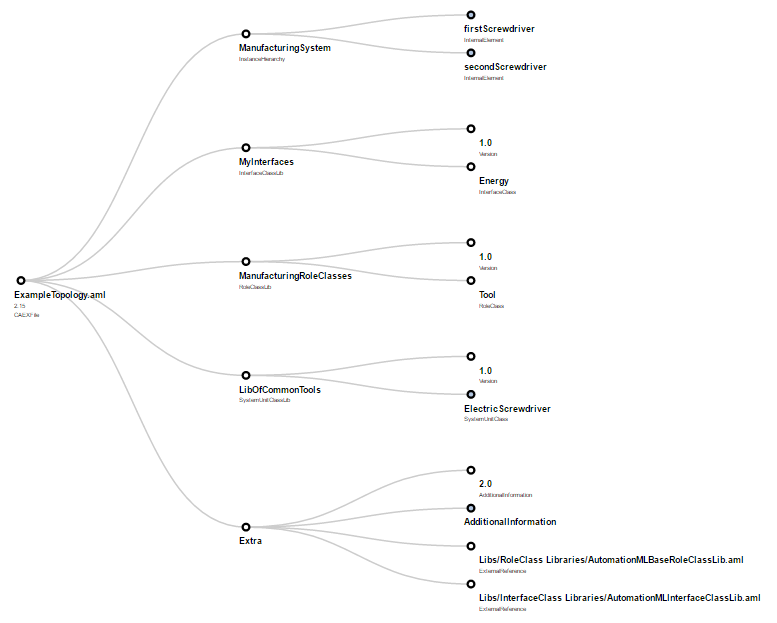 firstScrewdriver
InternalElement
ManufacturingSystem
InstanceHierarchy
secondScrewdriver
InternalElement
1.0
Version
MyInterfaces
InterfaceClassLib
Energy
InterfaceClass
1.0
Version
ManufacturingRoleClasses
RoleClassLib
ExampleTopology.aml
2.15
CAEXFile
Tool
RoleClass
1.0
Version
LibOfCommonTools
SystemUnitClassLib
ElectricScrewdriver
SystemUnitClass
2.0
AdditionalInformation
AdditionalInformation
Extra
Libs/RoleClass Libraries/AutomationMLBaseRoleClassLib.aml
ExternalReference
Libs/InterfaceClass Libraries/AutomationMLInterfaceClassLib.aml
ExternalReference